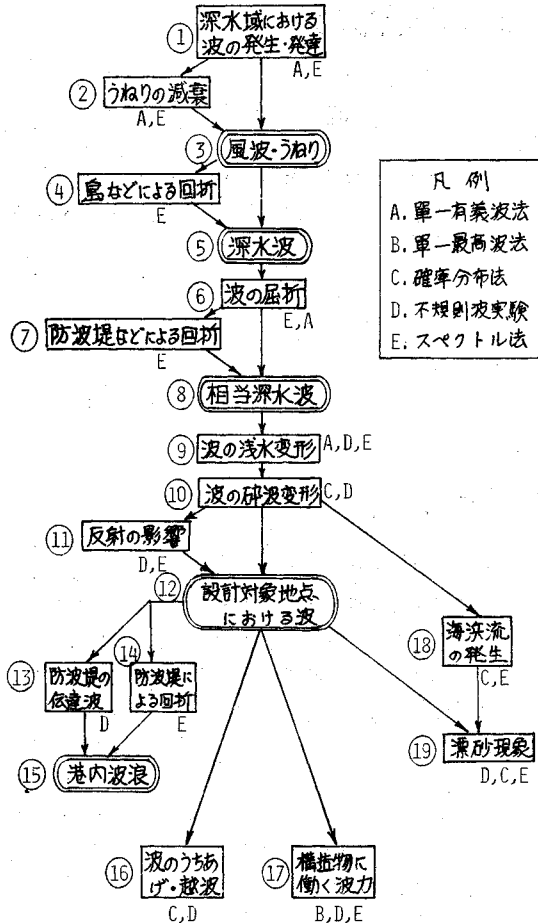 ① 深水域における
波の発生・発達
A,E
② うねりの減衰
A,E
③ 風波・うねり
④ 島などによる回折
E
⑤ 深水波
⑥ 波の屈折
E,A
⑦ 防波堤などによる回折
E
⑧ 相当深水波
⑨ 波の浅水変形 A,D,E
⑩ 波の砕波変形 C,D
⑪ 反射の影響
D,E
⑫ 設計対象地点
における波
⑬ 防波堤の
伝達波
D
⑭ 防波堤に
よる回折
E
⑮ 港内波浪
⑯ 波のうちあ
げ・越波
C,D
⑰ 構造物に
働く波力
B,D,E
⑱ 海浜流
の発生
C,E
⑲ 漂砂現象
D,C,E
凡例
A. 單一有義波法
B. 單一最高波法
C. 確率分布法
D. 不規則波実験
E. スペクトル法